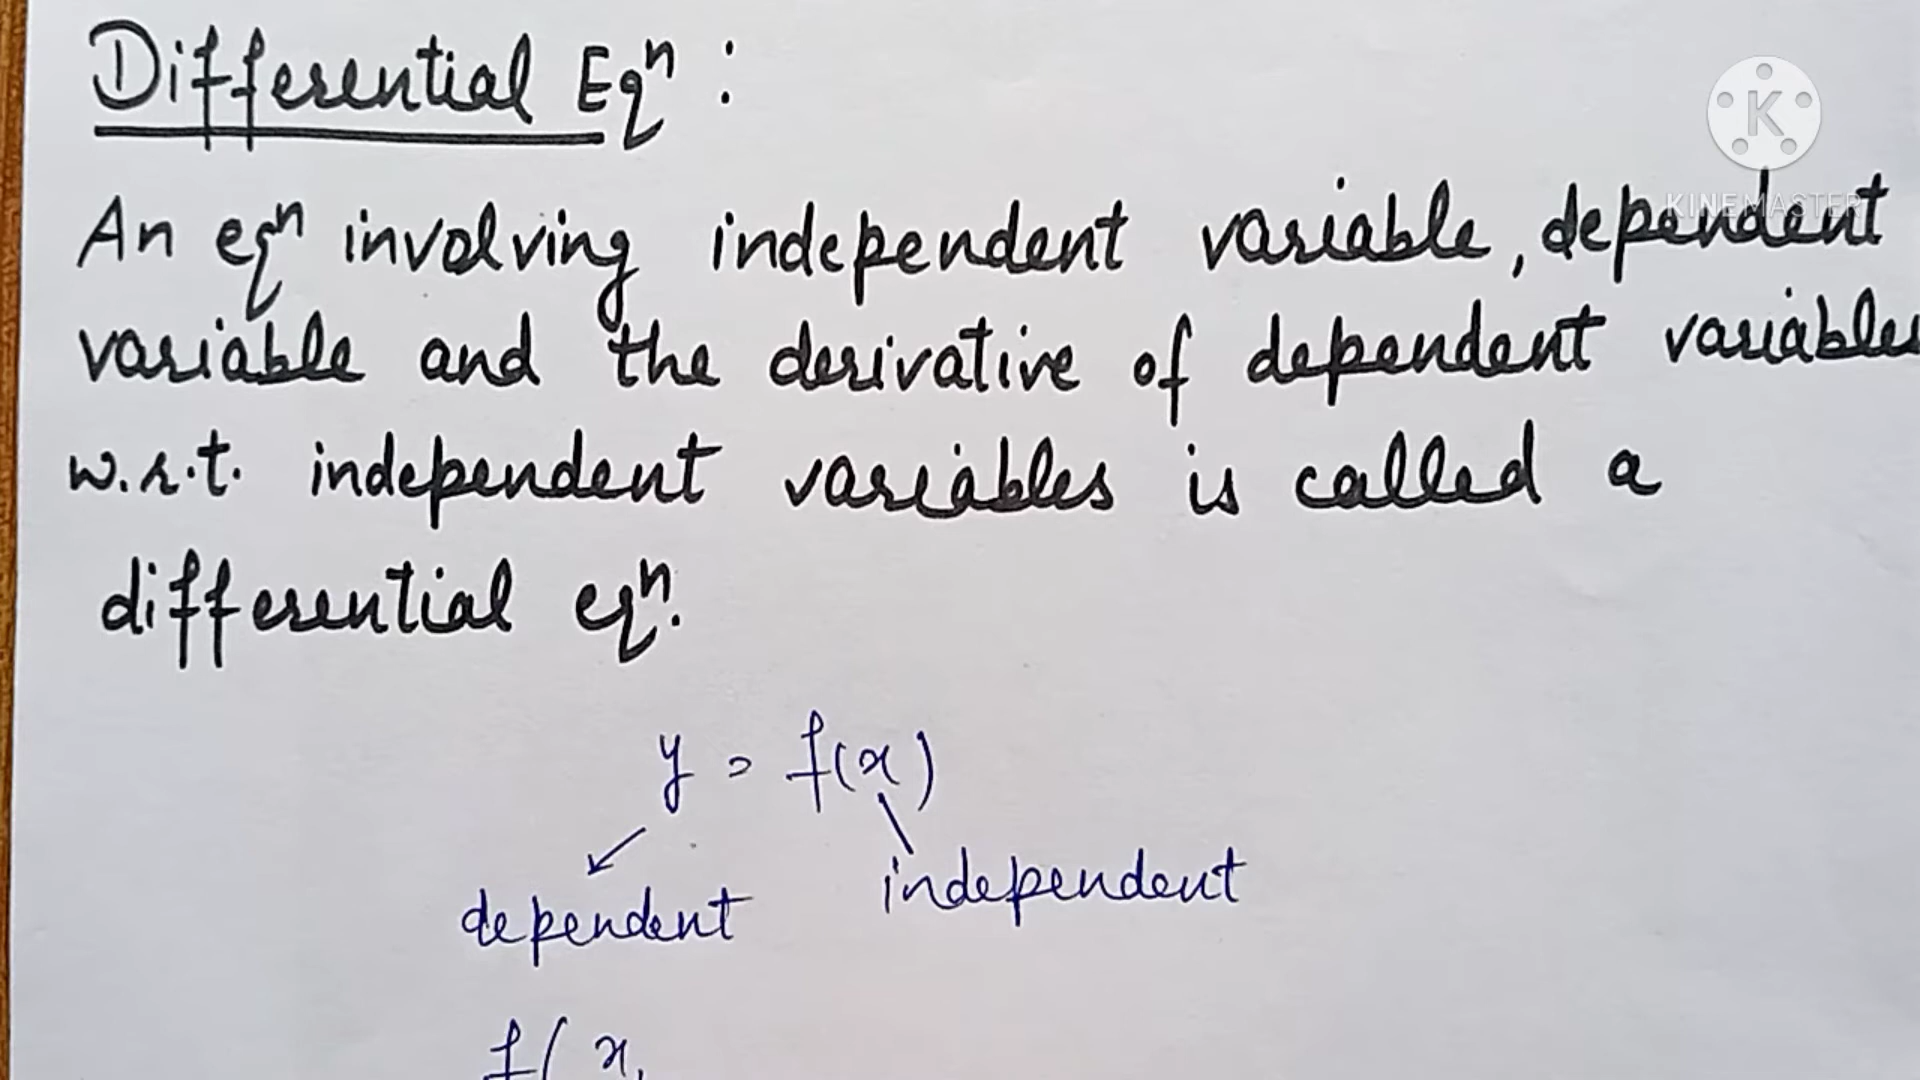 Differential Eqⁿ :
K
KINEMASTER
An eqⁿ involving independent variable, dependent
variable and the derivative of dependent variables
w.r.t. independent variables is called a
differential eqⁿ.
y = f(x)
dependent independent
f( x,